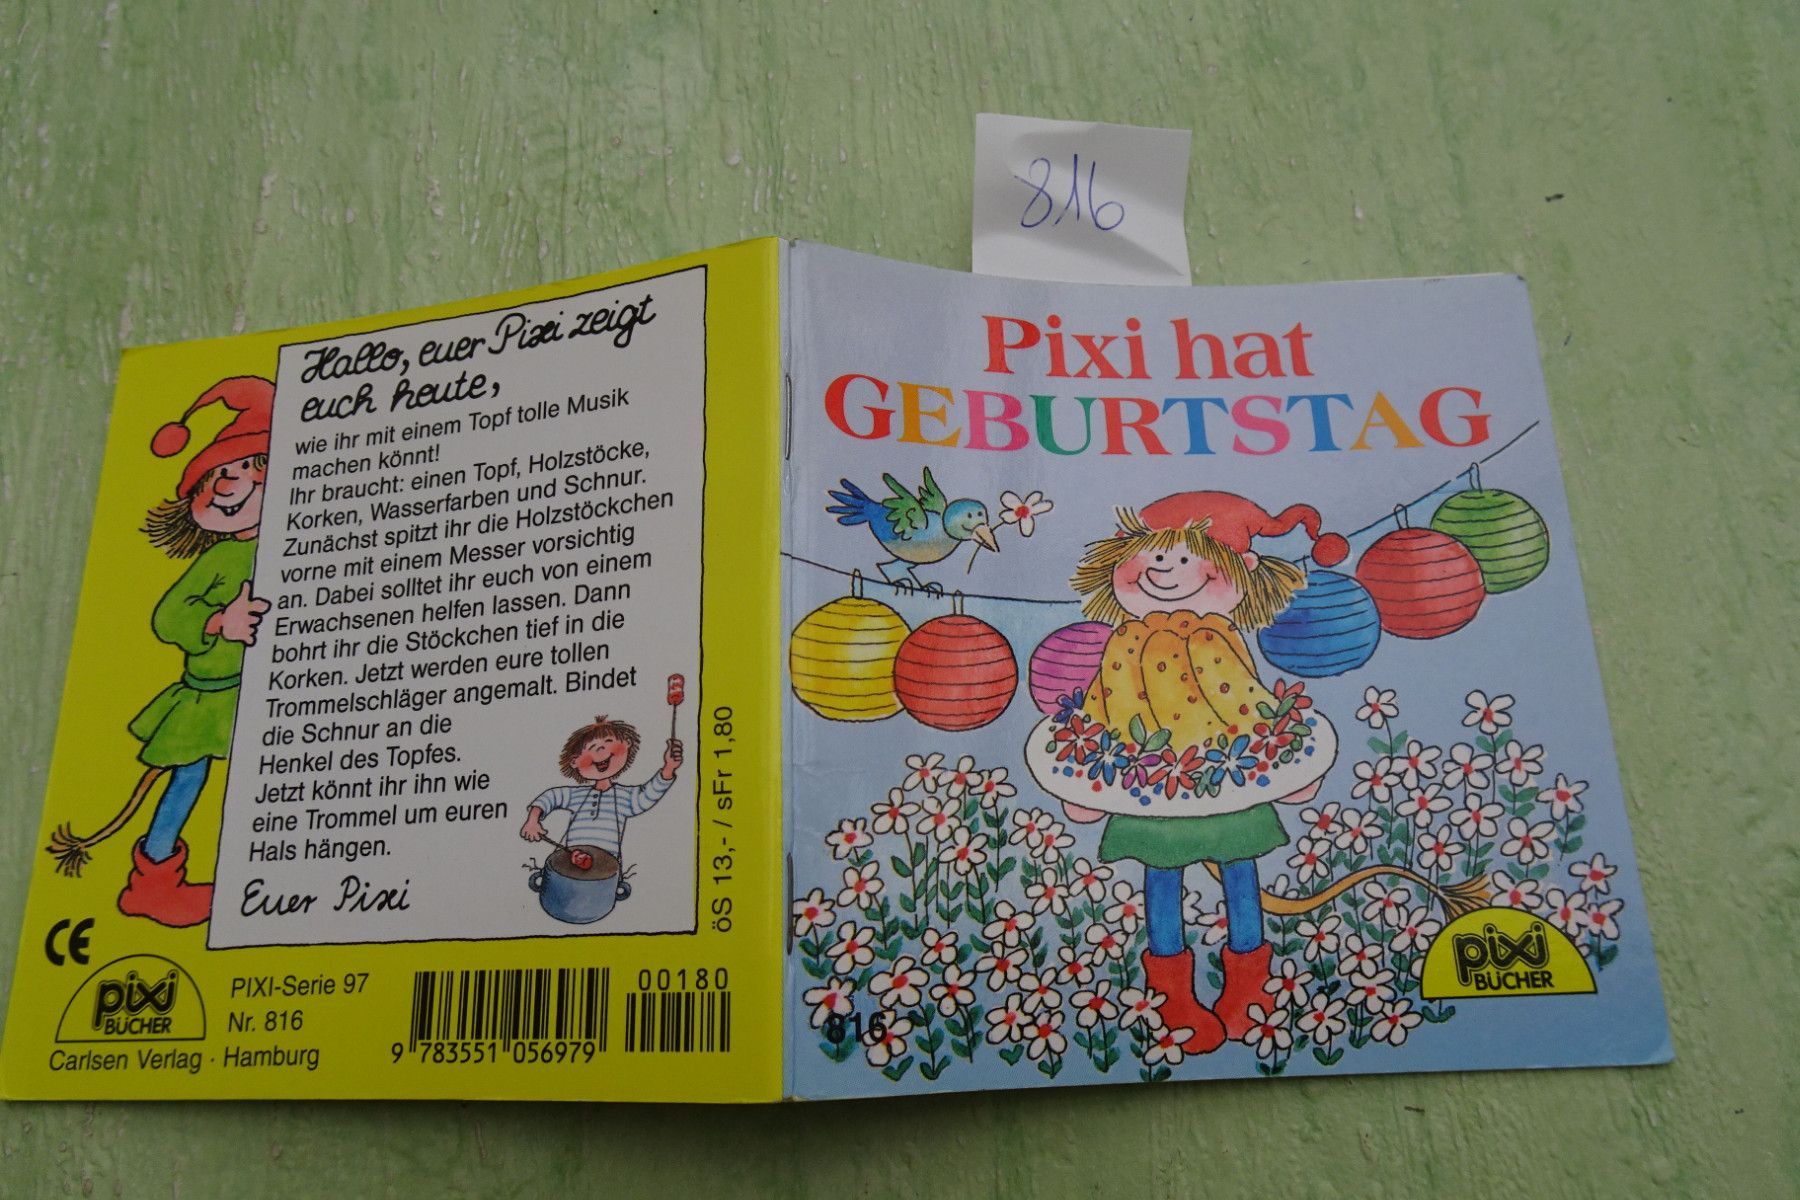 816
Hallo, euer Pixi zeigt
euch heute,
wie ihr mit einem Topf tolle Musik
machen könnt!
Ihr braucht: einen Topf, Holzstöcke,
Korken, Wasserfarben und Schnur.
Zunächst spitzt ihr die Holzstöckchen
vorne mit einem Messer vorsichtig
an. Dabei solltet ihr euch von einem
Erwachsenen helfen lassen. Dann
bohrt ihr die Stöckchen tief in die
Korken. Jetzt werden eure tollen
Trommelschläger angemalt. Bindet
die Schnur an die
Henkel des Topfes.
Jetzt könnt ihr ihn wie
eine Trommel um euren
Hals hängen.
Euer Pixi
öS 13,- / sFr 1,80
CE
pixi
BÜCHER
PIXI-Serie 97
Nr. 816
Carlsen Verlag · Hamburg
9 783551 056979
00180
Pixi hat
GEBURTSTAG
816
pixi
BÜCHER